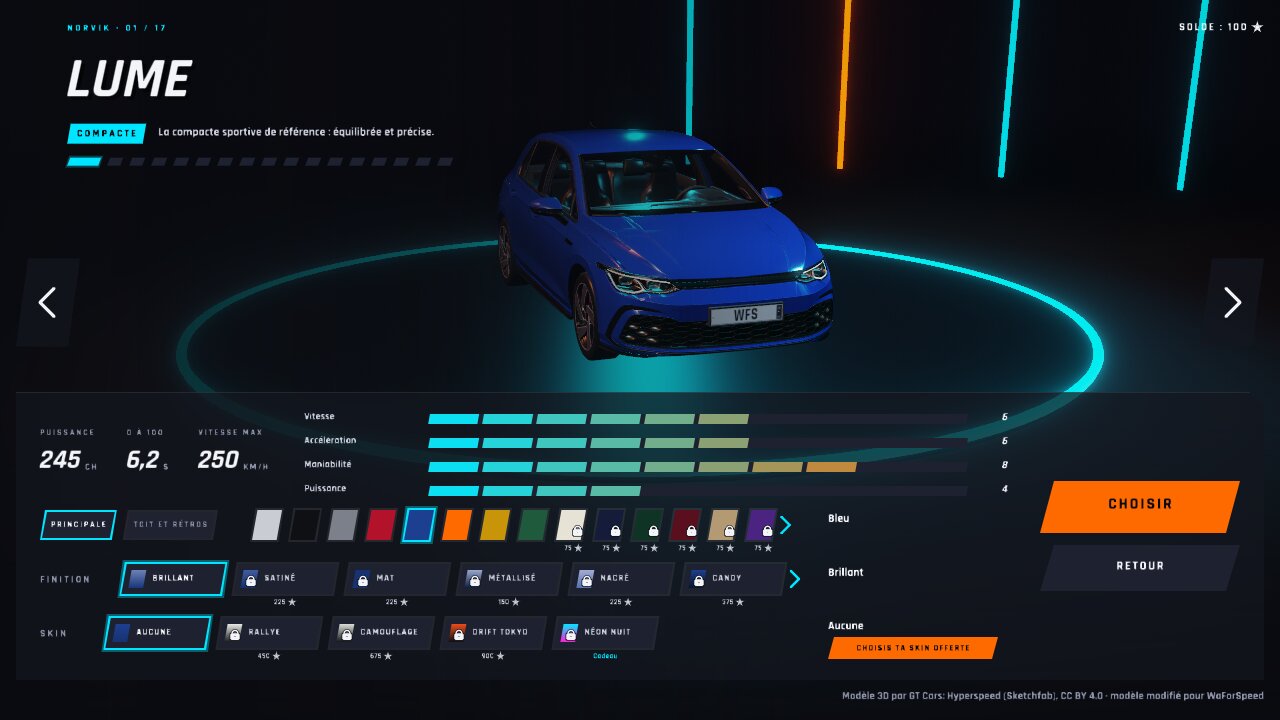 NORVIK · 01 / 17
SOLDE : 100 ★
LUME
COMPACTE
La compacte sportive de référence : équilibrée et précise.
WFS
PUISSANCE
245 CH
0 À 100
6,2 S
VITESSE MAX
250 KM/H
Vitesse 6
Accélération 6
Maniabilité 8
Puissance 4
PRINCIPALE
TOIT ET RÉTROS
75 ★ 75 ★ 75 ★ 75 ★ 75 ★ 75 ★
Bleu
FINITION
BRILLANT
SATINÉ
MAT
MÉTALLISÉ
NACRÉ
CANDY
225 ★ 225 ★ 150 ★ 225 ★ 375 ★
Brillant
SKIN
AUCUNE
RALLYE
CAMOUFLAGE
DRIFT TOKYO
NÉON NUIT
450 ★ 675 ★ 900 ★ Cadeau
Aucune
CHOISIS TA SKIN OFFERTE
CHOISIR
RETOUR
Modèle 3D par GT Cars: Hyperspeed (Sketchfab), CC BY 4.0 · modèle modifié pour WaForSpeed